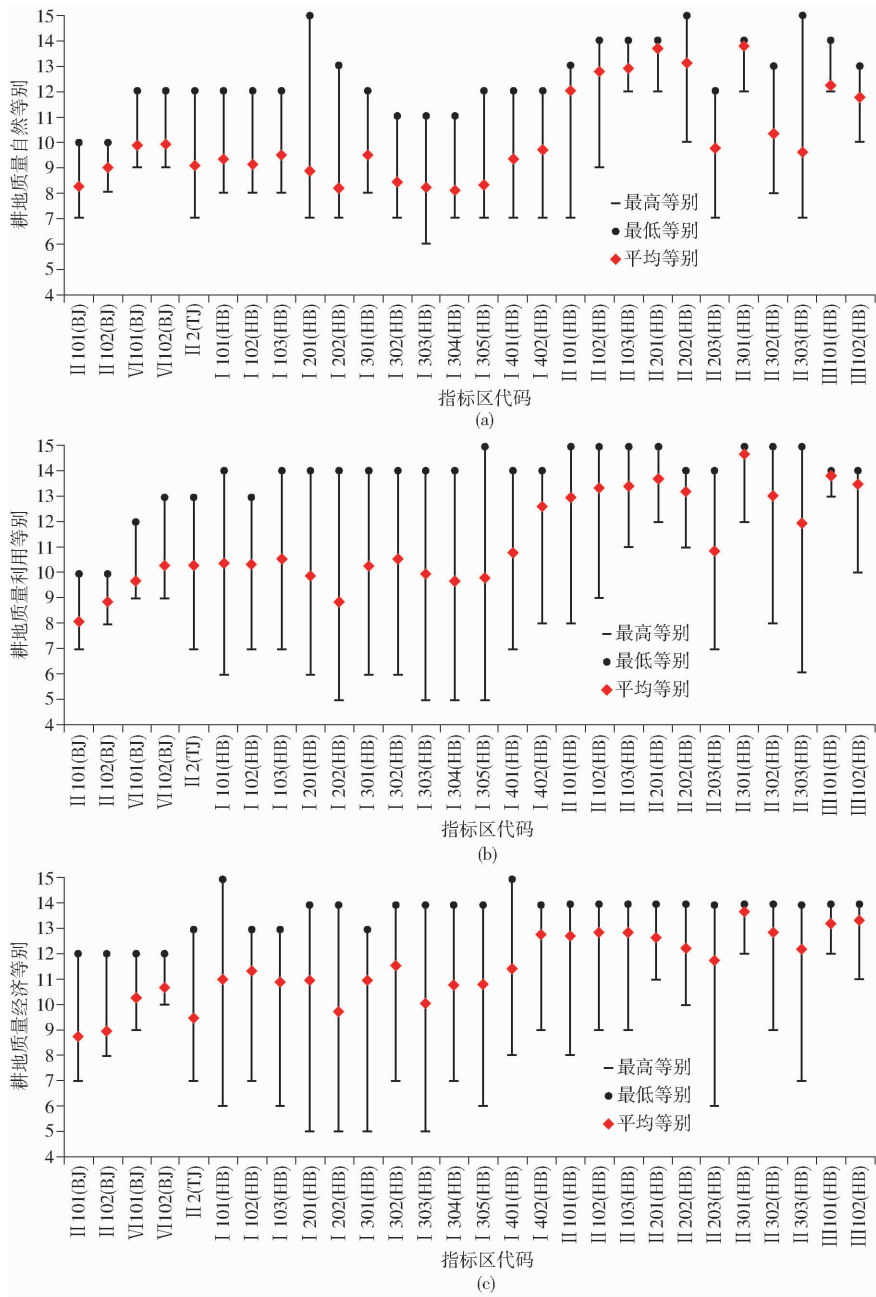 15
14
13
12
11
10
9
8
7
6
5
4
耕地质量自然等别
最高等别
最低等别
平均等别
Ⅱ101(BJ)
Ⅱ102(BJ)
Ⅵ101(BJ)
Ⅵ102(BJ)
Ⅱ2(TJ)
Ⅰ101(HB)
Ⅰ102(HB)
Ⅰ103(HB)
Ⅰ201(HB)
Ⅰ202(HB)
Ⅰ301(HB)
Ⅰ302(HB)
Ⅰ303(HB)
Ⅰ304(HB)
Ⅰ305(HB)
Ⅰ401(HB)
Ⅰ402(HB)
Ⅱ101(HB)
Ⅱ102(HB)
Ⅱ103(HB)
Ⅱ201(HB)
Ⅱ202(HB)
Ⅱ203(HB)
Ⅱ301(HB)
Ⅱ302(HB)
Ⅱ303(HB)
Ⅲ101(HB)
Ⅲ102(HB)
指标区代码
(a)
15
14
13
12
11
10
9
8
7
6
5
4
耕地质量利用等别
最高等别
最低等别
平均等别
Ⅱ101(BJ)
Ⅱ102(BJ)
Ⅵ101(BJ)
Ⅵ102(BJ)
Ⅱ2(TJ)
Ⅰ101(HB)
Ⅰ102(HB)
Ⅰ103(HB)
Ⅰ201(HB)
Ⅰ202(HB)
Ⅰ301(HB)
Ⅰ302(HB)
Ⅰ303(HB)
Ⅰ304(HB)
Ⅰ305(HB)
Ⅰ401(HB)
Ⅰ402(HB)
Ⅱ101(HB)
Ⅱ102(HB)
Ⅱ103(HB)
Ⅱ201(HB)
Ⅱ202(HB)
Ⅱ203(HB)
Ⅱ301(HB)
Ⅱ302(HB)
Ⅱ303(HB)
Ⅲ101(HB)
Ⅲ102(HB)
指标区代码
(b)
15
14
13
12
11
10
9
8
7
6
5
4
耕地质量经济等别
最高等别
最低等别
平均等别
Ⅱ101(BJ)
Ⅱ102(BJ)
Ⅵ101(BJ)
Ⅵ102(BJ)
Ⅱ2(TJ)
Ⅰ101(HB)
Ⅰ102(HB)
Ⅰ103(HB)
Ⅰ201(HB)
Ⅰ202(HB)
Ⅰ301(HB)
Ⅰ302(HB)
Ⅰ303(HB)
Ⅰ304(HB)
Ⅰ305(HB)
Ⅰ401(HB)
Ⅰ402(HB)
Ⅱ101(HB)
Ⅱ102(HB)
Ⅱ103(HB)
Ⅱ201(HB)
Ⅱ202(HB)
Ⅱ203(HB)
Ⅱ301(HB)
Ⅱ302(HB)
Ⅱ303(HB)
Ⅲ101(HB)
Ⅲ102(HB)
指标区代码
(c)